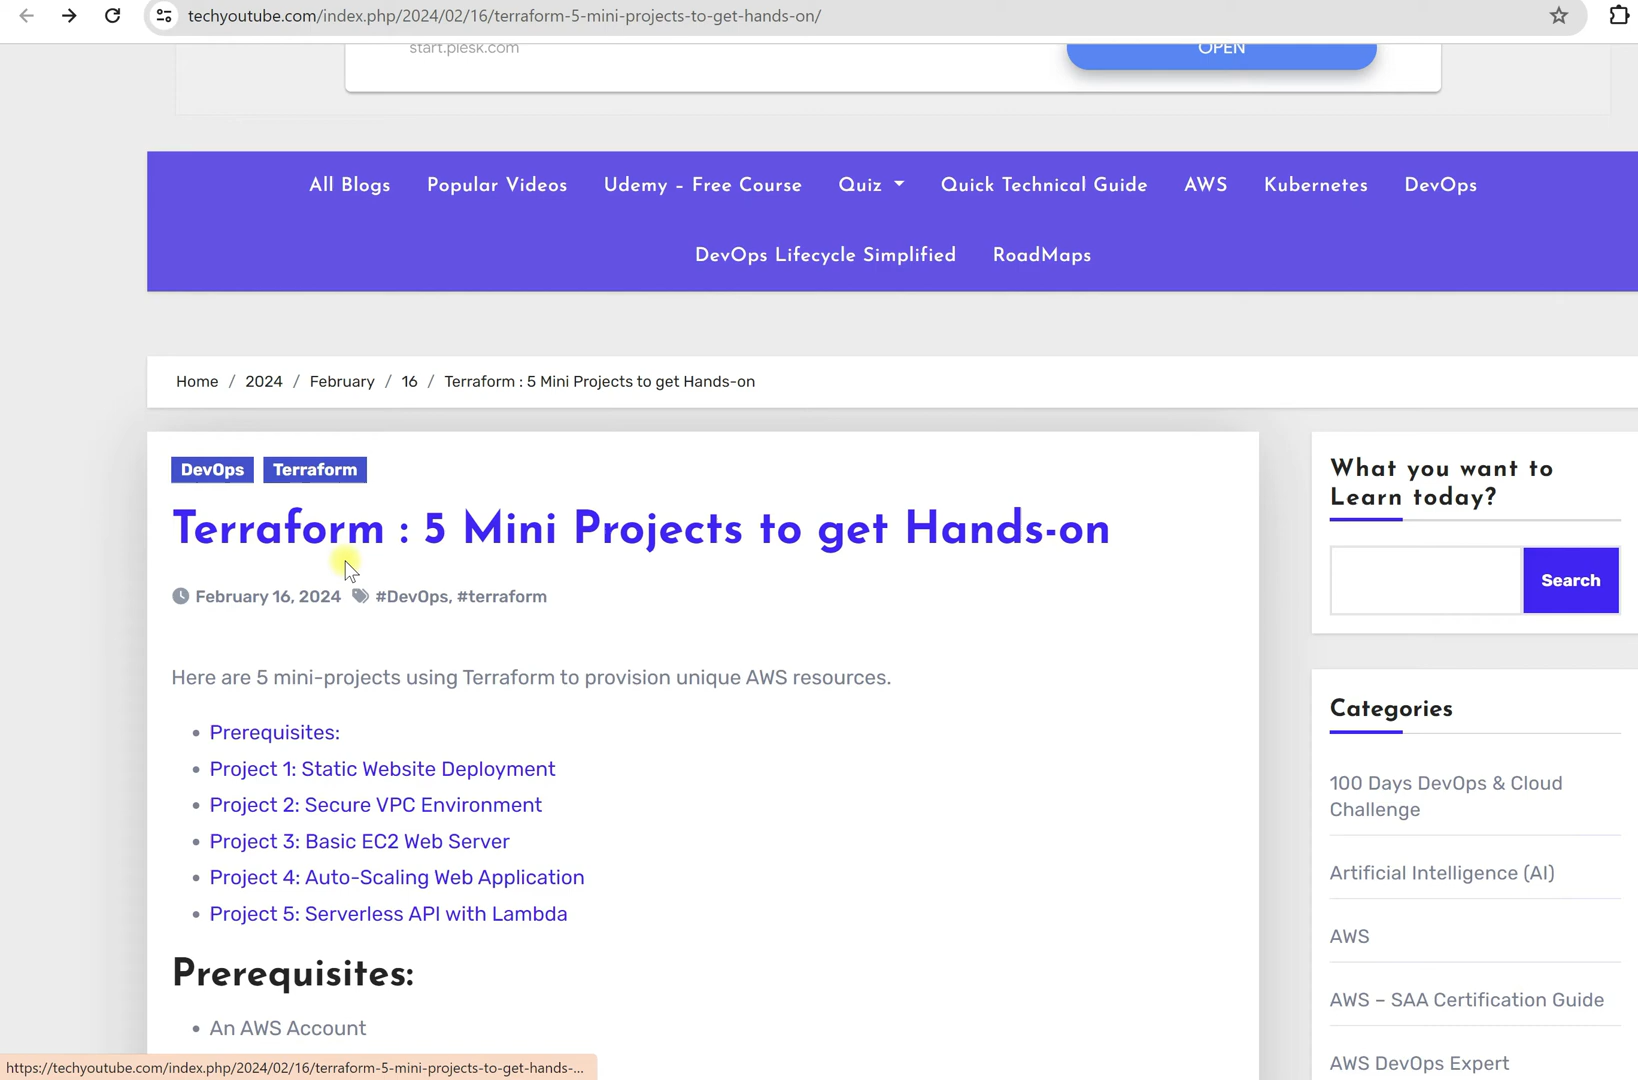 techyoutube.com/index.php/2024/02/16/terraform-5-mini-projects-to-get-hands-on/
start.plesk.com
OPEN
All Blogs Popular Videos Udemy – Free Course Quiz Quick Technical Guide AWS Kubernetes DevOps
DevOps Lifecycle Simplified RoadMaps
Home / 2024 / February / 16 / Terraform : 5 Mini Projects to get Hands-on
DevOps Terraform
Terraform : 5 Mini Projects to get Hands-on
February 16, 2024 #DevOps, #terraform
Here are 5 mini-projects using Terraform to provision unique AWS resources.
• Prerequisites:
• Project 1: Static Website Deployment
• Project 2: Secure VPC Environment
• Project 3: Basic EC2 Web Server
• Project 4: Auto-Scaling Web Application
• Project 5: Serverless API with Lambda
Prerequisites:
• An AWS Account
What you want to
Learn today?
Search
Categories
100 Days DevOps & Cloud
Challenge
Artificial Intelligence (AI)
AWS
AWS – SAA Certification Guide
AWS DevOps Expert
https://techyoutube.com/index.php/2024/02/16/terraform-5-mini-projects-to-get-hands-...